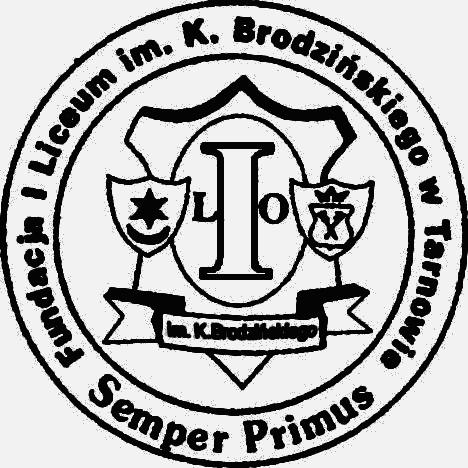 Fundacja I Liceum im. K. Brodzińskiego w Tarnowie
L I O
im. K.Brodzińskiego
Semper Primus